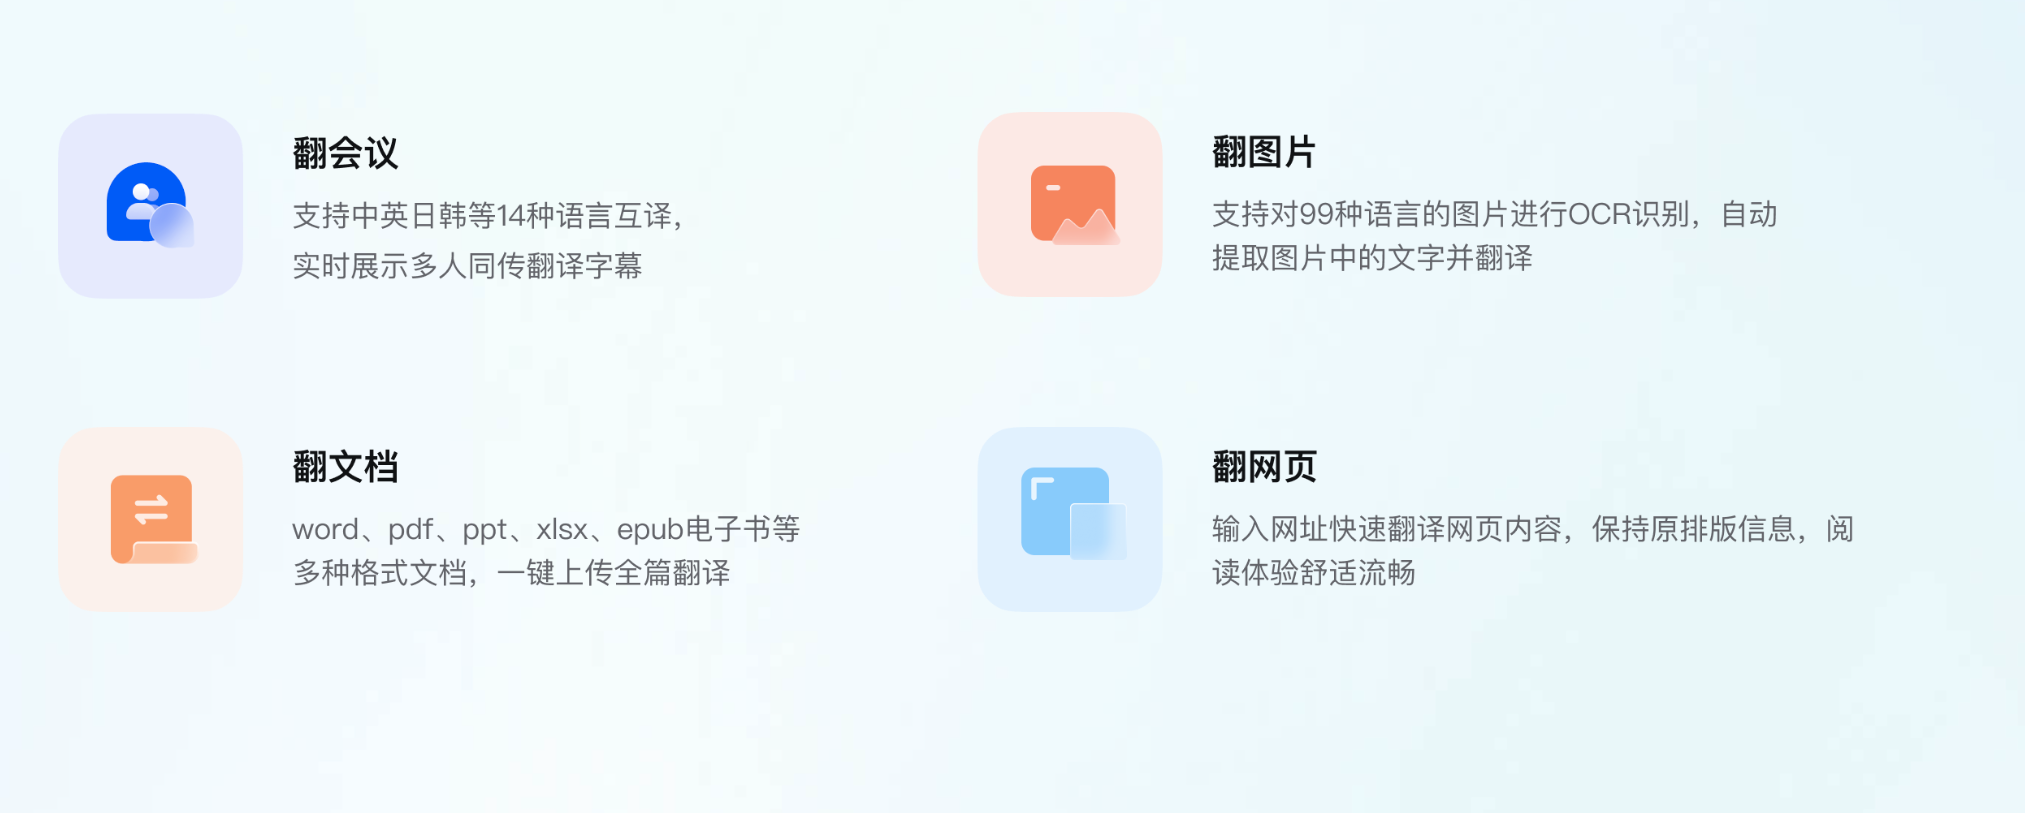 翻会议
支持中英日韩等14种语言互译，
实时展示多人同传翻译字幕
翻图片
支持对99种语言的图片进行OCR识别，自动
提取图片中的文字并翻译
翻文档
word、pdf、ppt、xlsx、epub电子书等
多种格式文档，一键上传全篇翻译
翻网页
输入网址快速翻译网页内容，保持原排版信息，阅
读体验舒适流畅